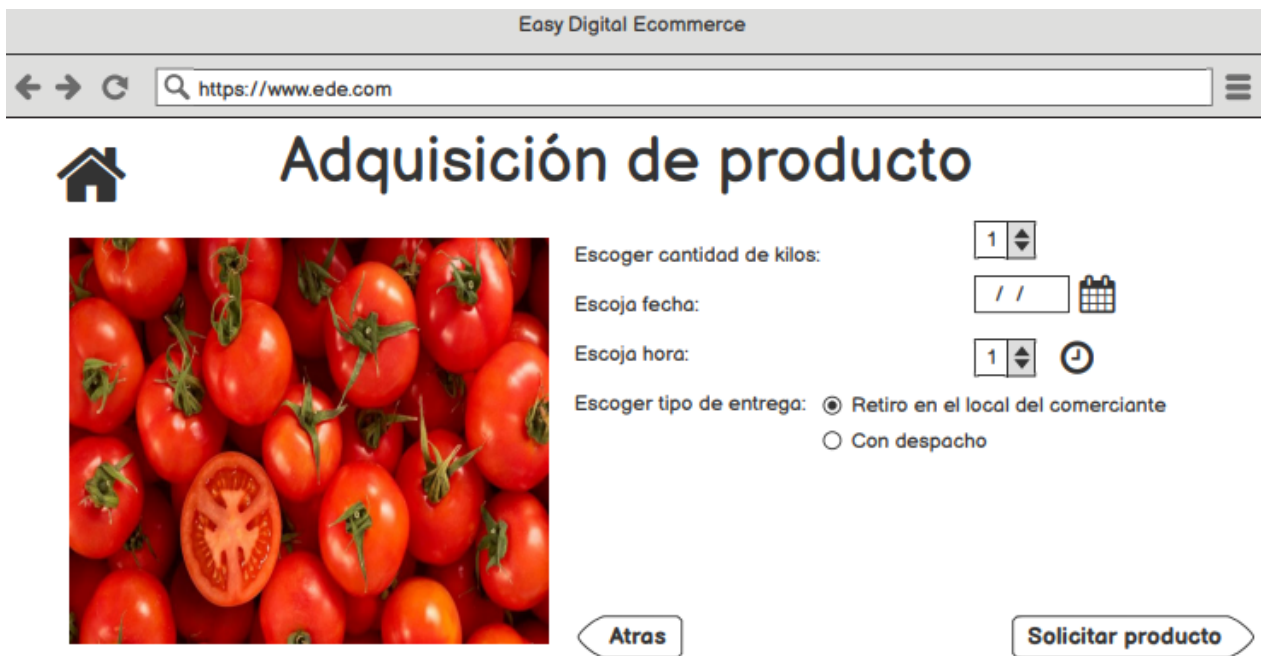 Easy Digital Ecommerce
https://www.ede.com
Adquisición de producto
Escoger cantidad de kilos: 1
Escoja fecha: / /
Escoja hora: 1
Escoger tipo de entrega: Retiro en el local del comerciante
Con despacho
Atras
Solicitar producto